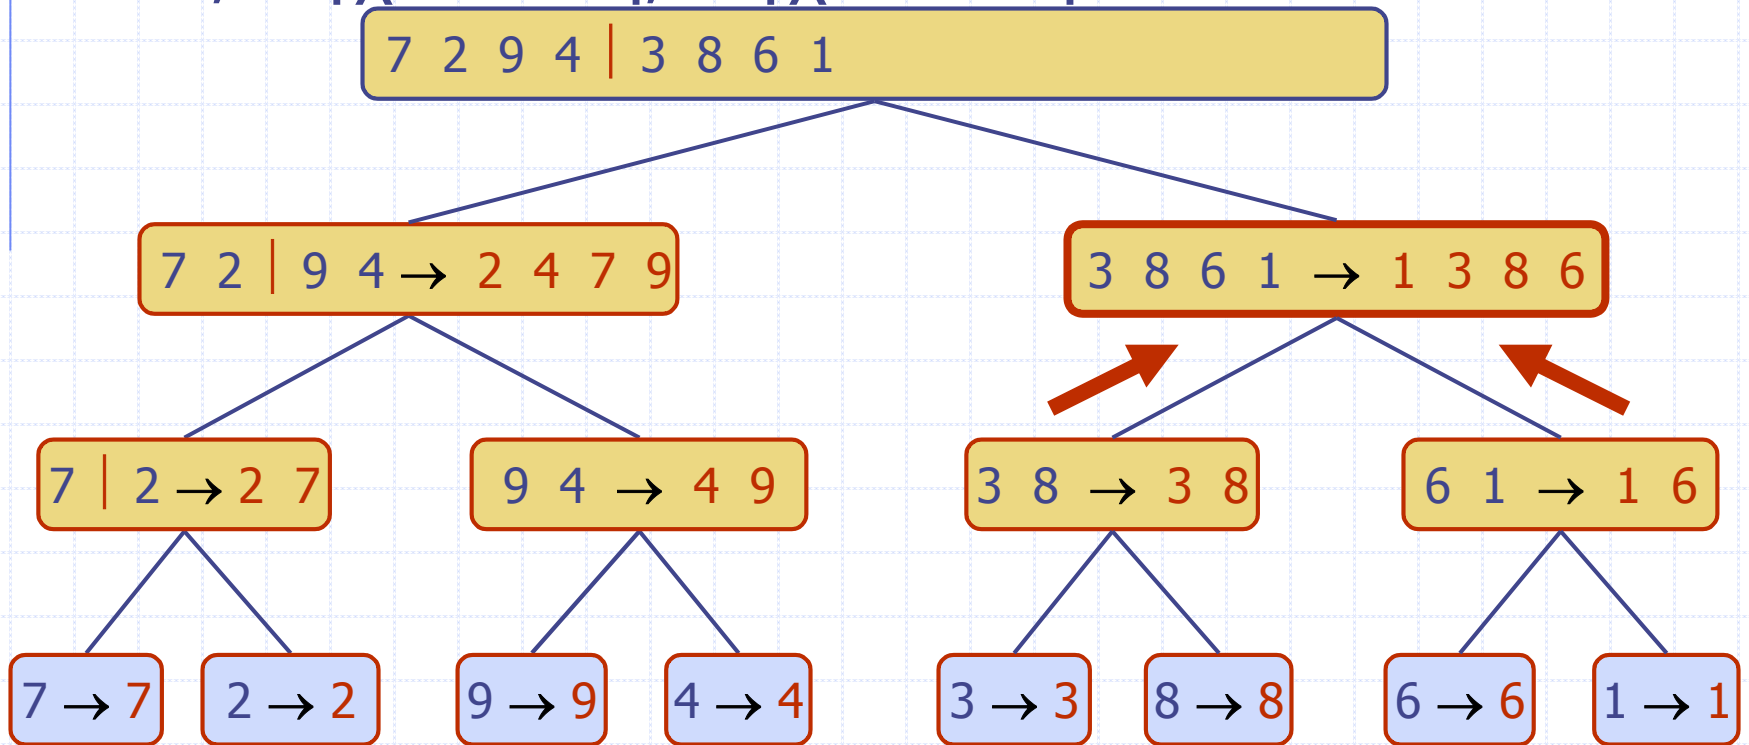 7 2 9 4 | 3 8 6 1
7 2 | 9 4 → 2 4 7 9
3 8 6 1 → 1 3 8 6
7 | 2 → 2 7
9 4 → 4 9
3 8 → 3 8
6 1 → 1 6
7 → 7
2 → 2
9 → 9
4 → 4
3 → 3
8 → 8
6 → 6
1 → 1